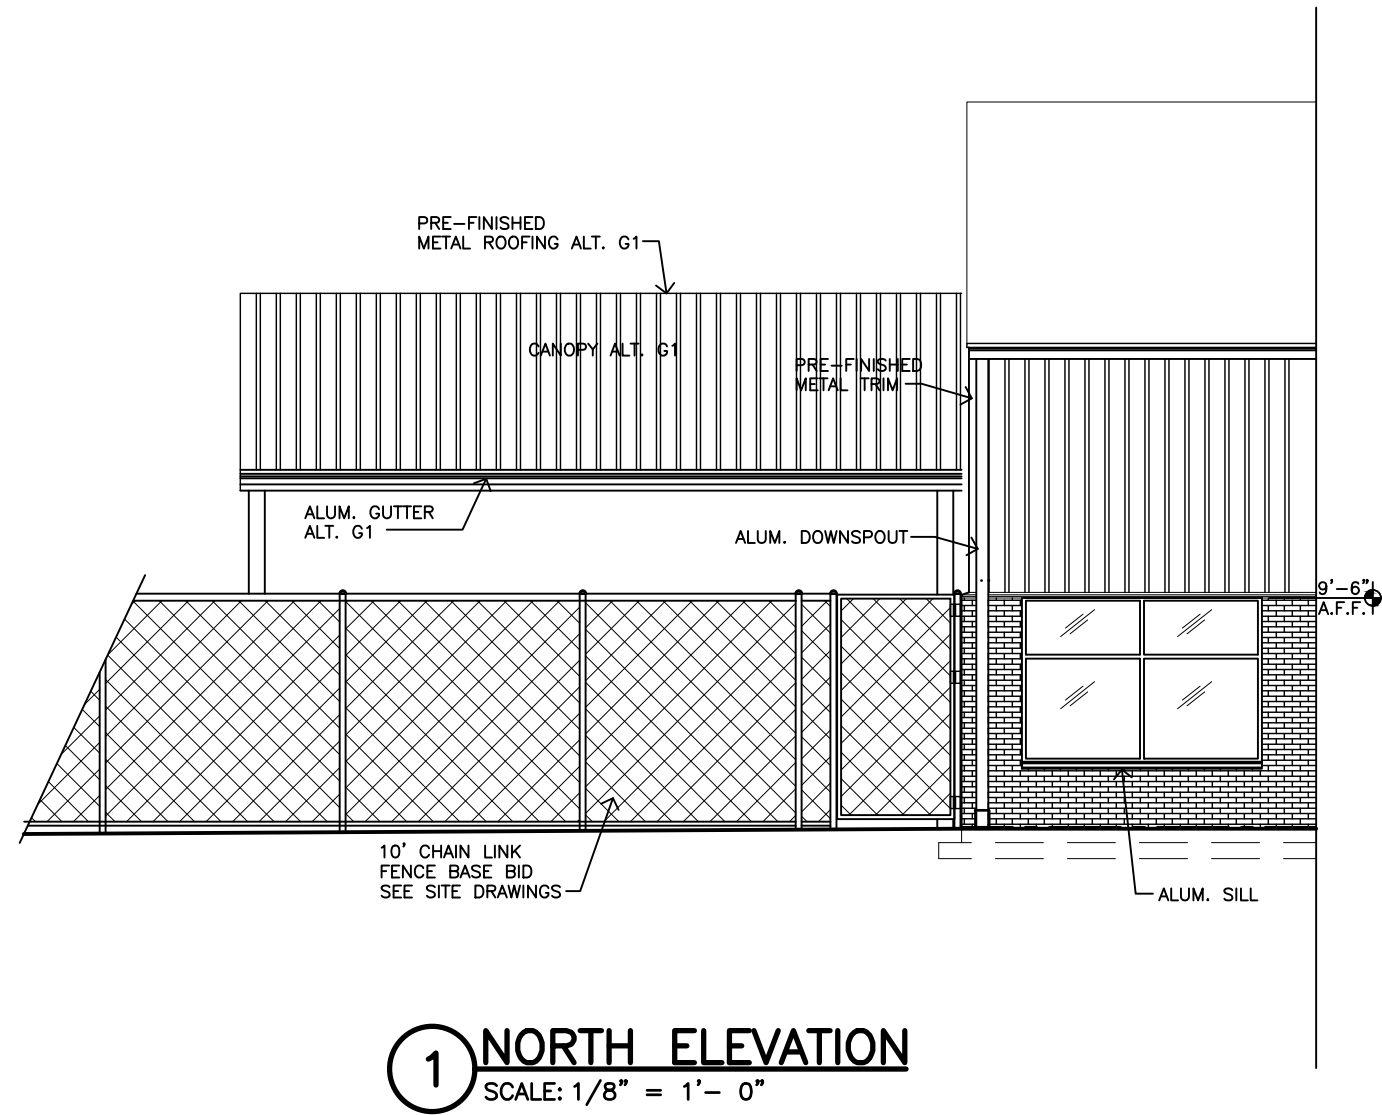 PRE-FINISHED
METAL ROOFING ALT. G1
CANOPY ALT. G1
PRE-FINISHED
METAL TRIM
ALUM. GUTTER
ALT. G1
ALUM. DOWNSPOUT
9'-6"
A.F.F.
10' CHAIN LINK
FENCE BASE BID
SEE SITE DRAWINGS
ALUM. SILL
1 NORTH ELEVATION
SCALE: 1/8" = 1'- 0"